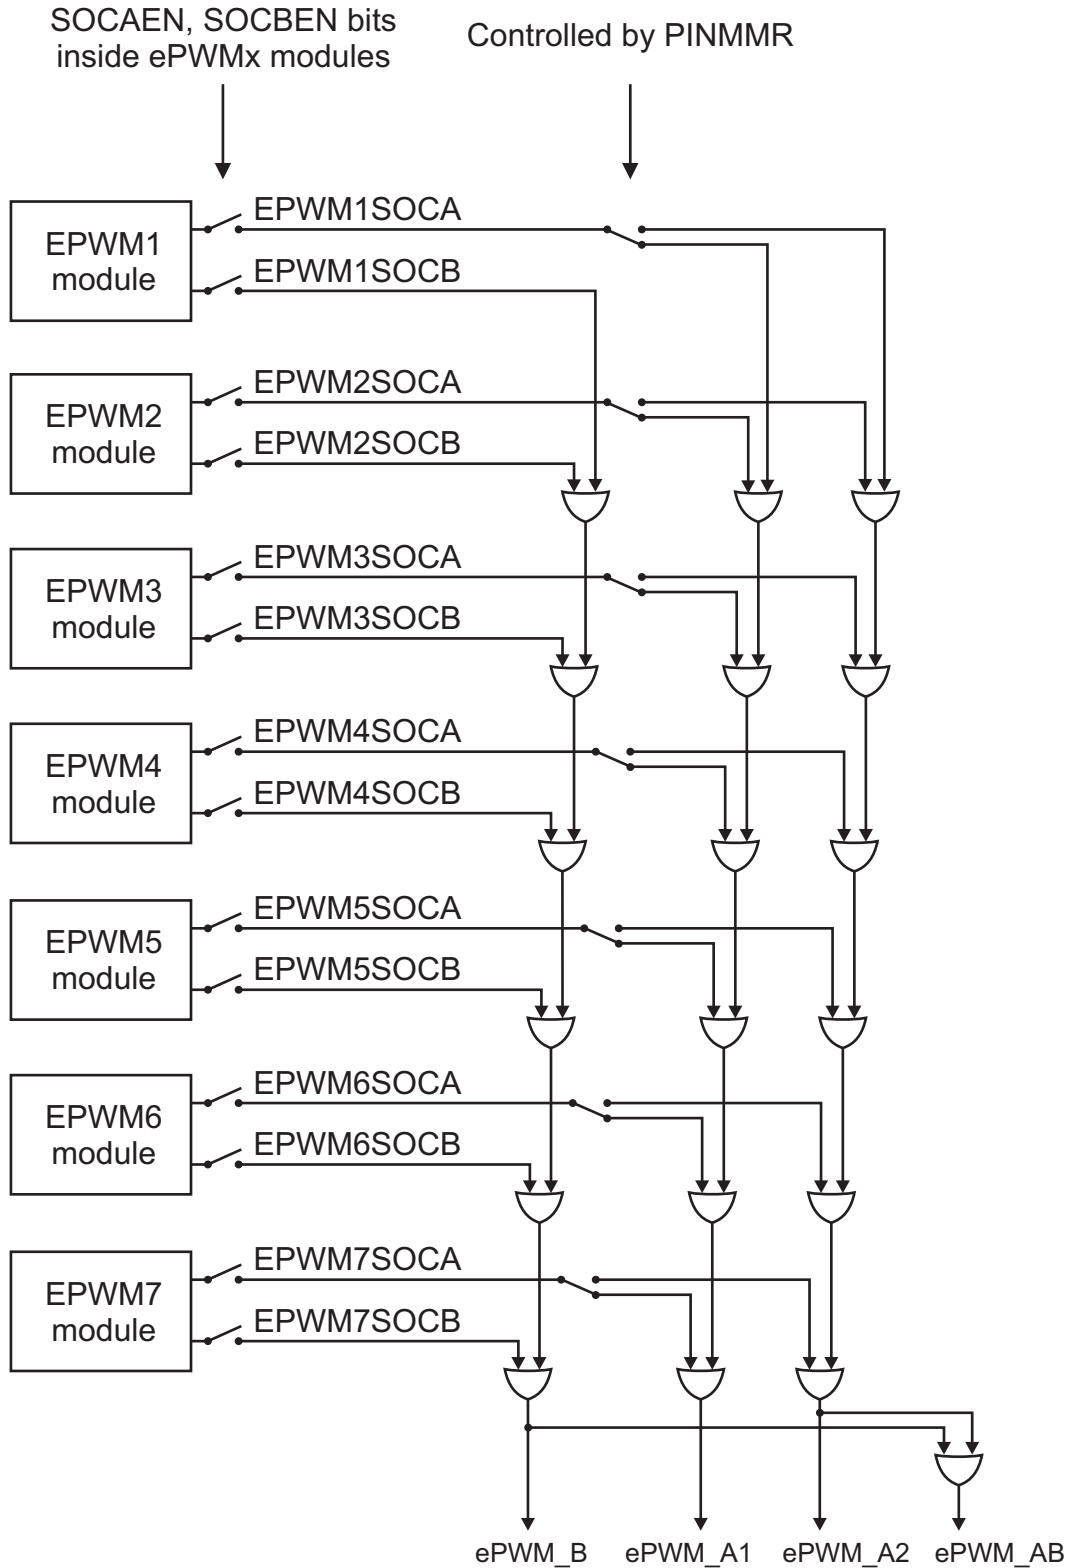 SOCAEN, SOCBEN bits
inside ePWMx modules
Controlled by PINMMR
EPWM1
module
EPWM1SOCA
EPWM1SOCB
EPWM2
module
EPWM2SOCA
EPWM2SOCB
EPWM3
module
EPWM3SOCA
EPWM3SOCB
EPWM4
module
EPWM4SOCA
EPWM4SOCB
EPWM5
module
EPWM5SOCA
EPWM5SOCB
EPWM6
module
EPWM6SOCA
EPWM6SOCB
EPWM7
module
EPWM7SOCA
EPWM7SOCB
ePWM_B
ePWM_A1
ePWM_A2
ePWM_AB